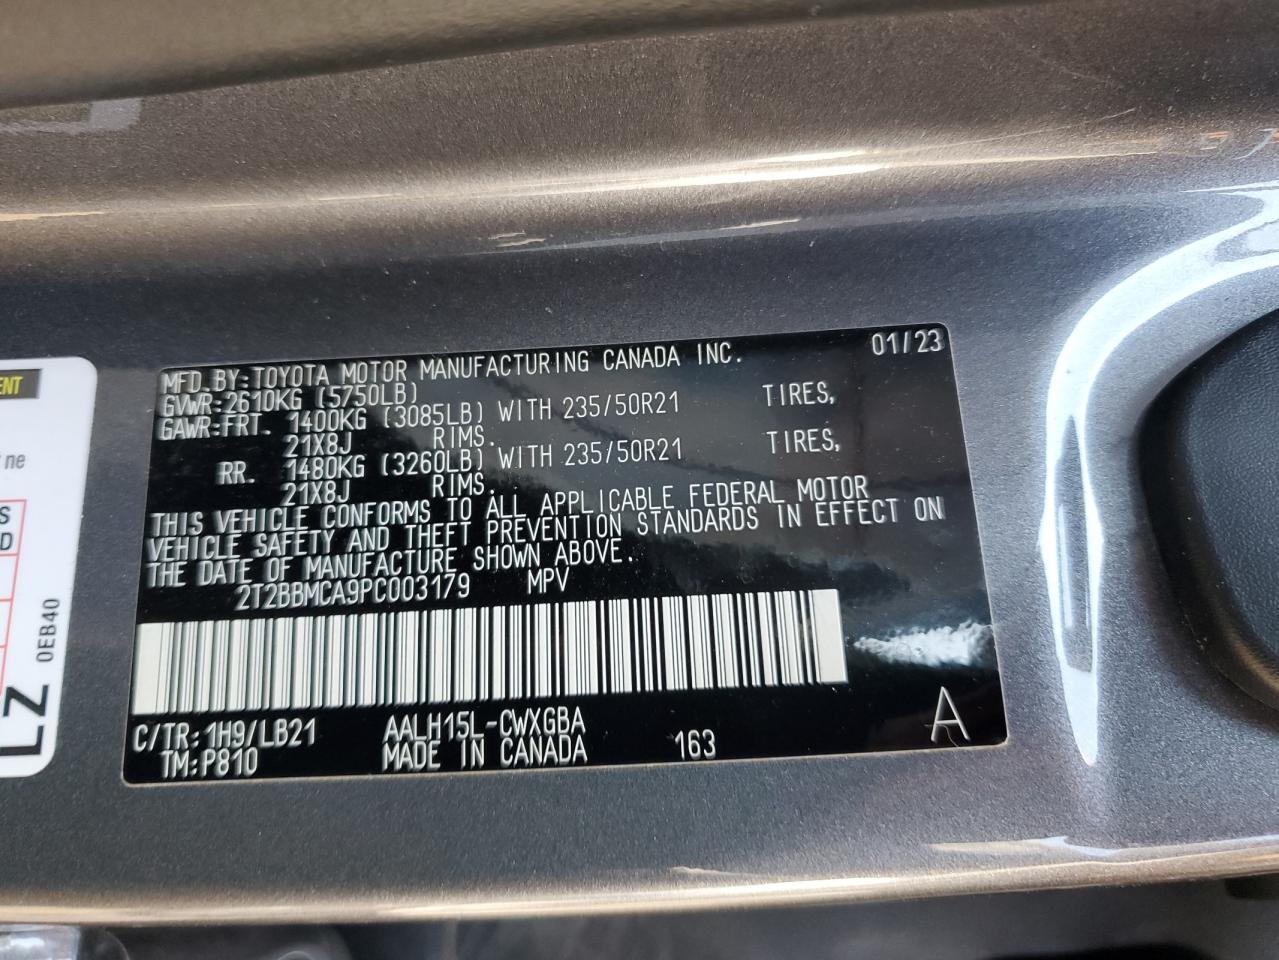 MFD. BY: TOYOTA MOTOR MANUFACTURING CANADA INC. 01/23
GVWR: 2610KG (5750LB)
GAWR: FRT. 1400KG (3085LB) WITH 235/50R21 TIRES,
21X8J RIMS.
RR. 1480KG (3260LB) WITH 235/50R21 TIRES,
21X8J RIMS.
THIS VEHICLE CONFORMS TO ALL APPLICABLE FEDERAL MOTOR
VEHICLE SAFETY AND THEFT PREVENTION STANDARDS IN EFFECT ON
THE DATE OF MANUFACTURE SHOWN ABOVE.
2T2BBMCA9PC003179 MPV
C/TR: 1H9/LB21 AALH15L-CWXGBA
TM: P810 MADE IN CANADA 163
A
ENT
ne
S
D
0EB40
LZ